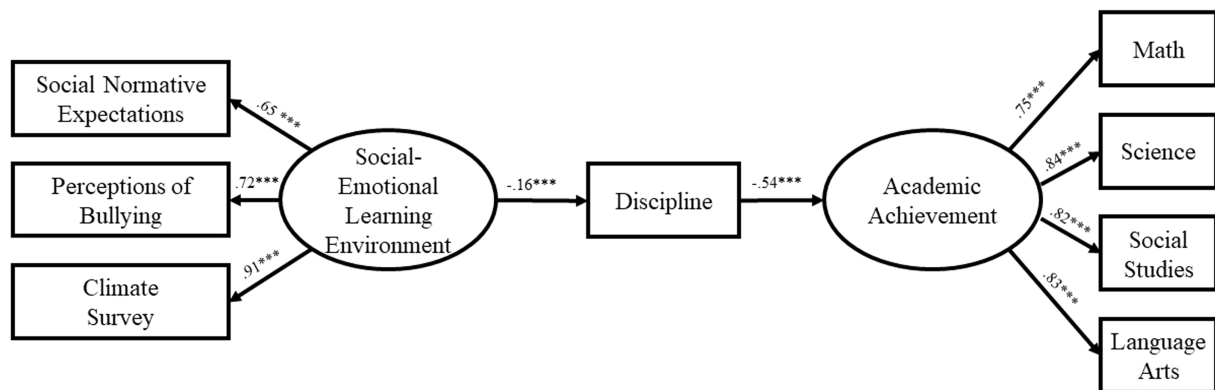 Social Normative
Expectations
.65 ***
Perceptions of
Bullying
.72***
Climate
Survey
.91***
Social-
Emotional
Learning
Environment
-.16***
Discipline
-.54***
Academic
Achievement
.75***
Math
.84***
Science
.82***
Social
Studies
.83***
Language
Arts